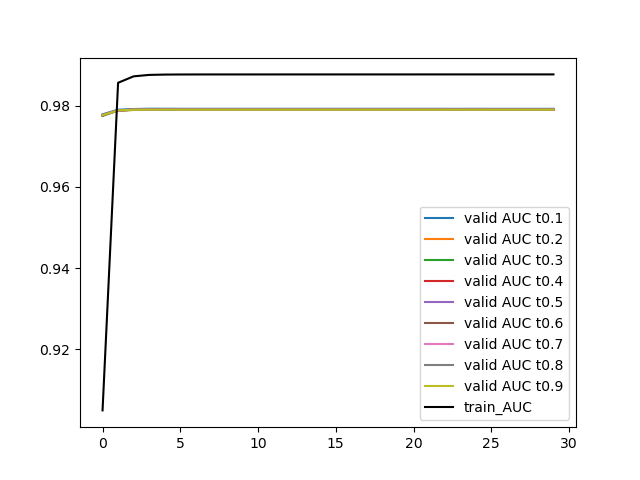 0.98
0.96
0.94
0.92
0 5 10 15 20 25 30
valid AUC t0.1
valid AUC t0.2
valid AUC t0.3
valid AUC t0.4
valid AUC t0.5
valid AUC t0.6
valid AUC t0.7
valid AUC t0.8
valid AUC t0.9
train_AUC